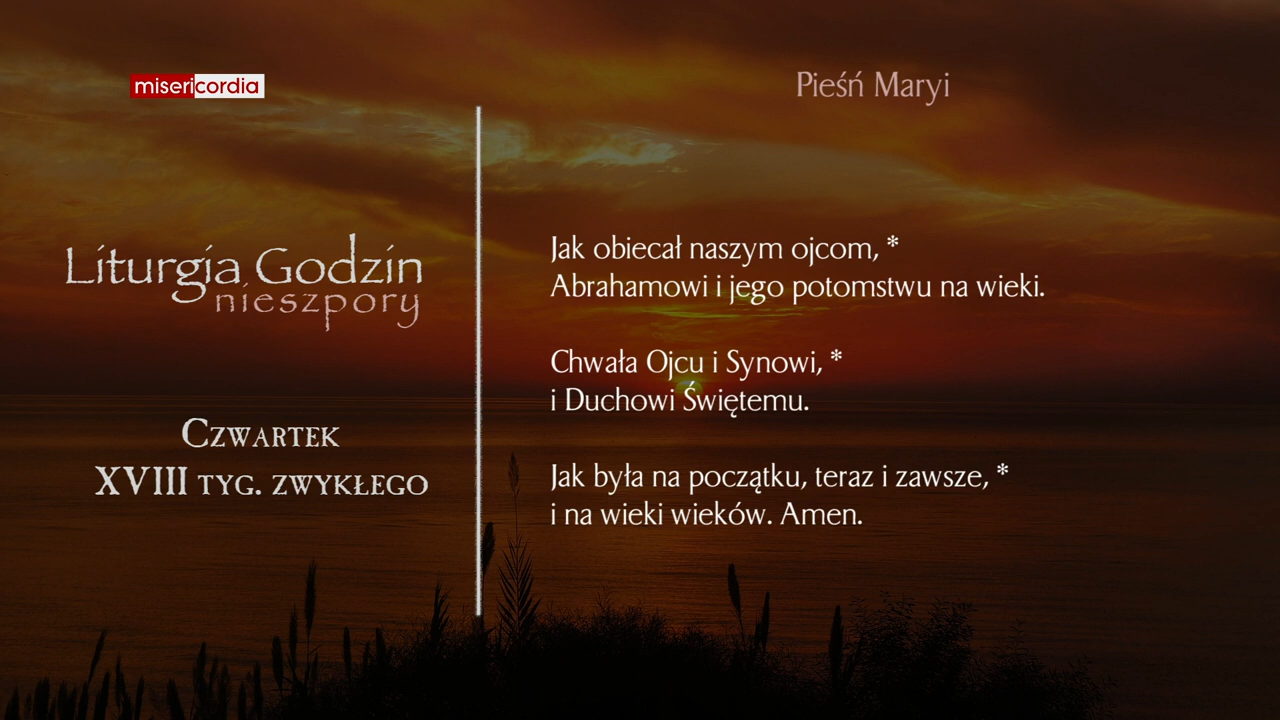 misericordia
Pieśń Maryi
Liturgia Godzin
nieszpory
Czwartek
XVIII tyg. zwykłego
Jak obiecał naszym ojcom, *
Abrahamowi i jego potomstwu na wieki.
Chwała Ojcu i Synowi, *
i Duchowi Świętemu.
Jak była na początku, teraz i zawsze, *
i na wieki wieków. Amen.